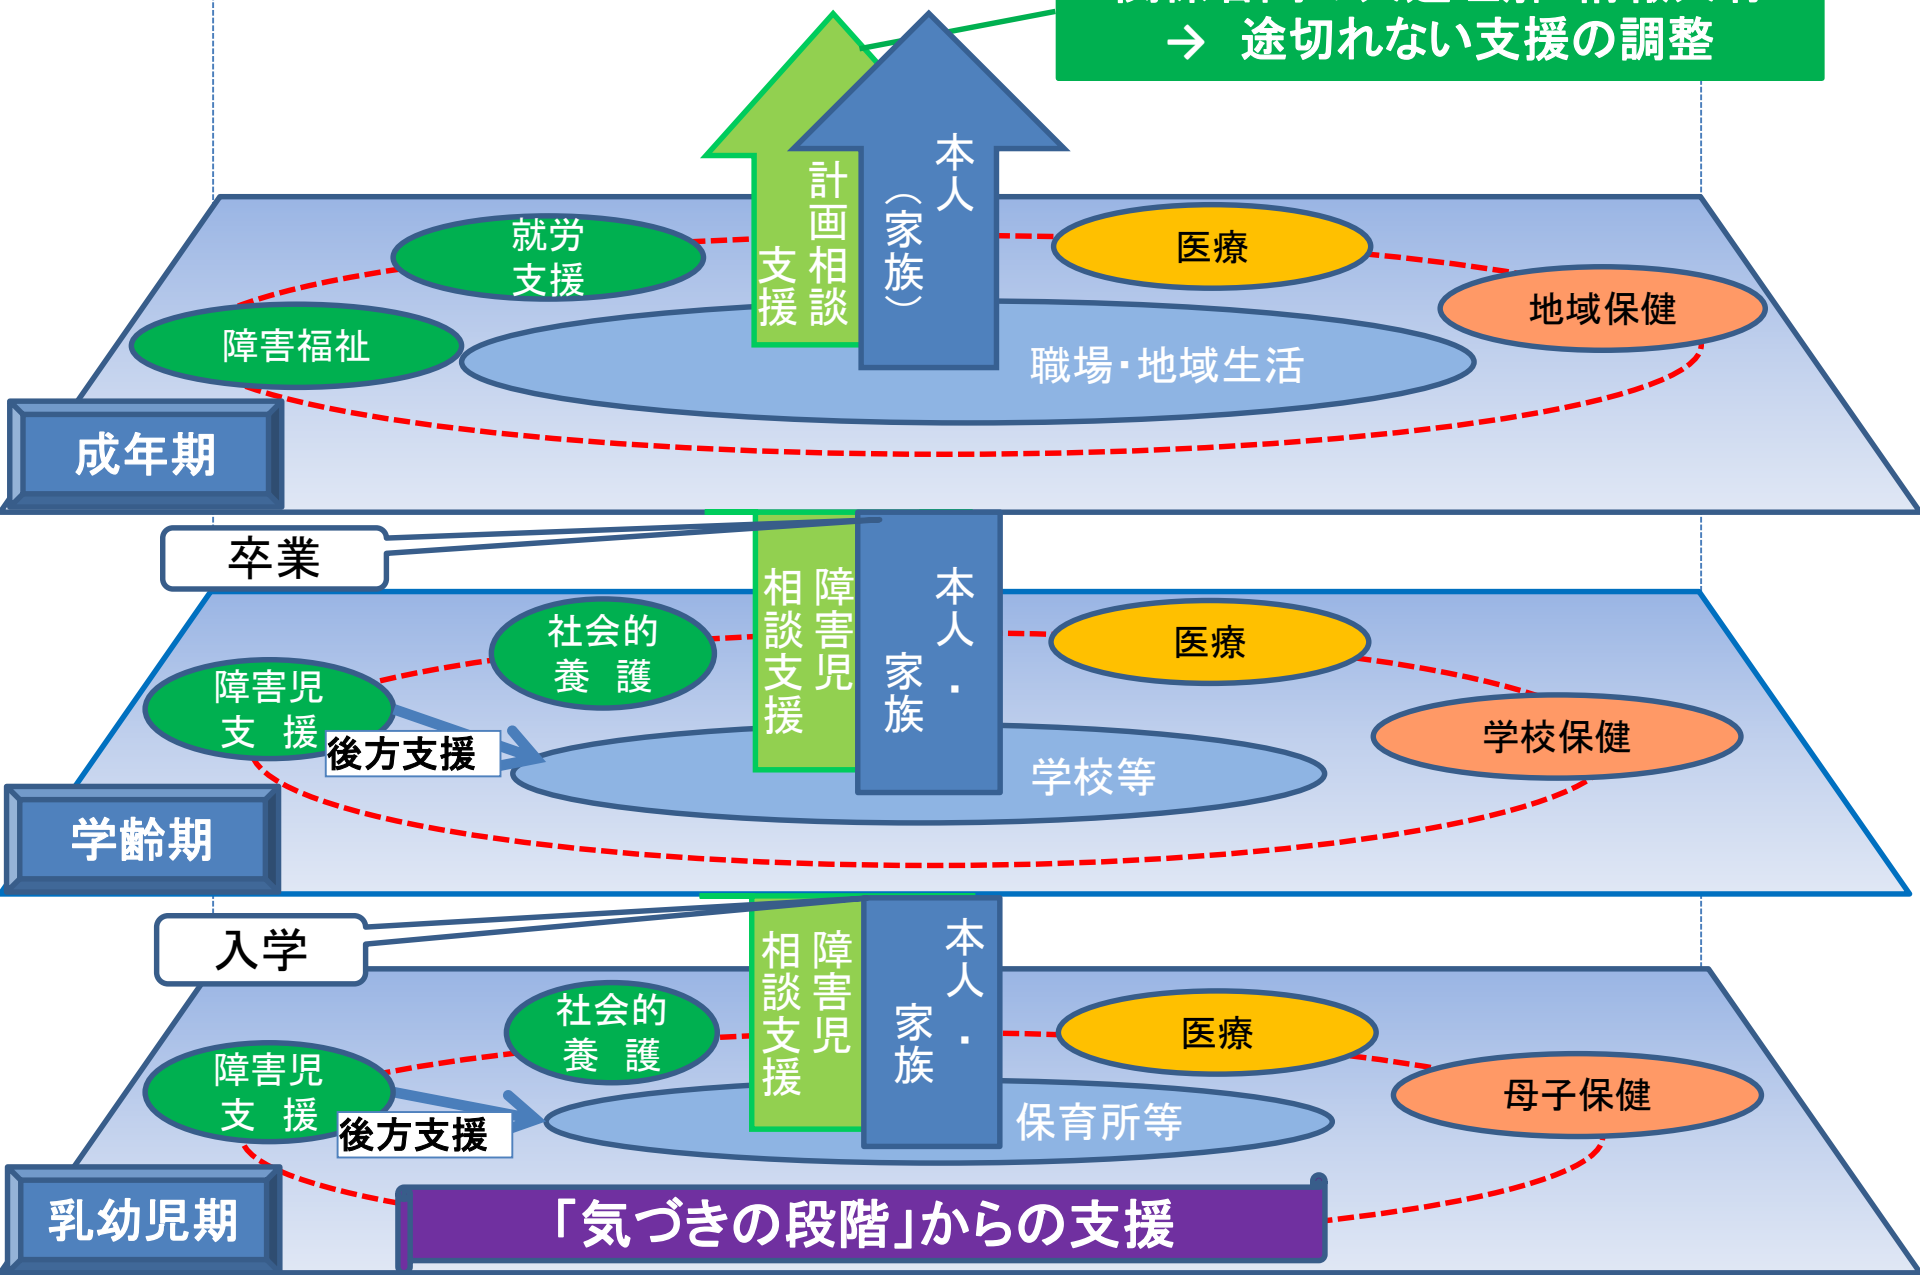 → 途切れない支援の調整
本人
（家族）
計画相談
支援
就労
支援
医療
地域保健
障害福祉
職場・地域生活
成年期
卒業
本人・
家族
障害児
相談支援
社会的
養 護
医療
障害児
支 援
後方支援
学校保健
学校等
学齢期
入学
本人・
家族
障害児
相談支援
社会的
養 護
医療
障害児
支 援
後方支援
母子保健
保育所等
乳幼児期
「気づきの段階」からの支援